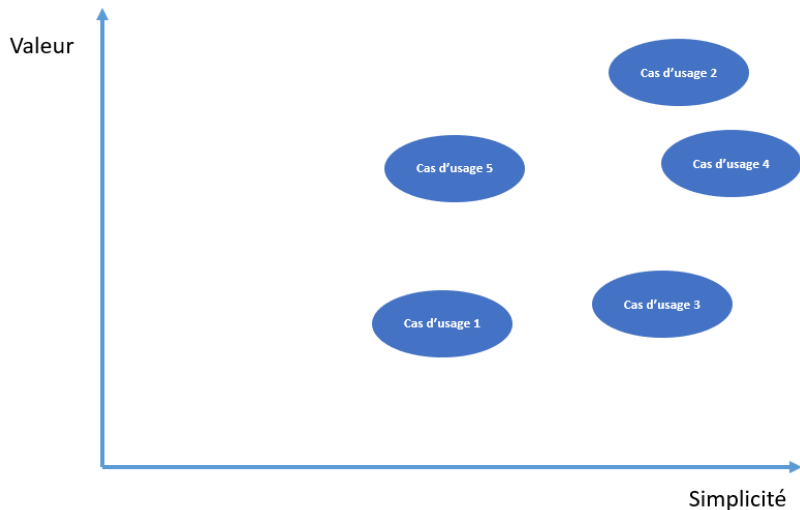 Valeur
Cas d'usage 2
Cas d'usage 4
Cas d'usage 5
Cas d'usage 3
Cas d'usage 1
Simplicité